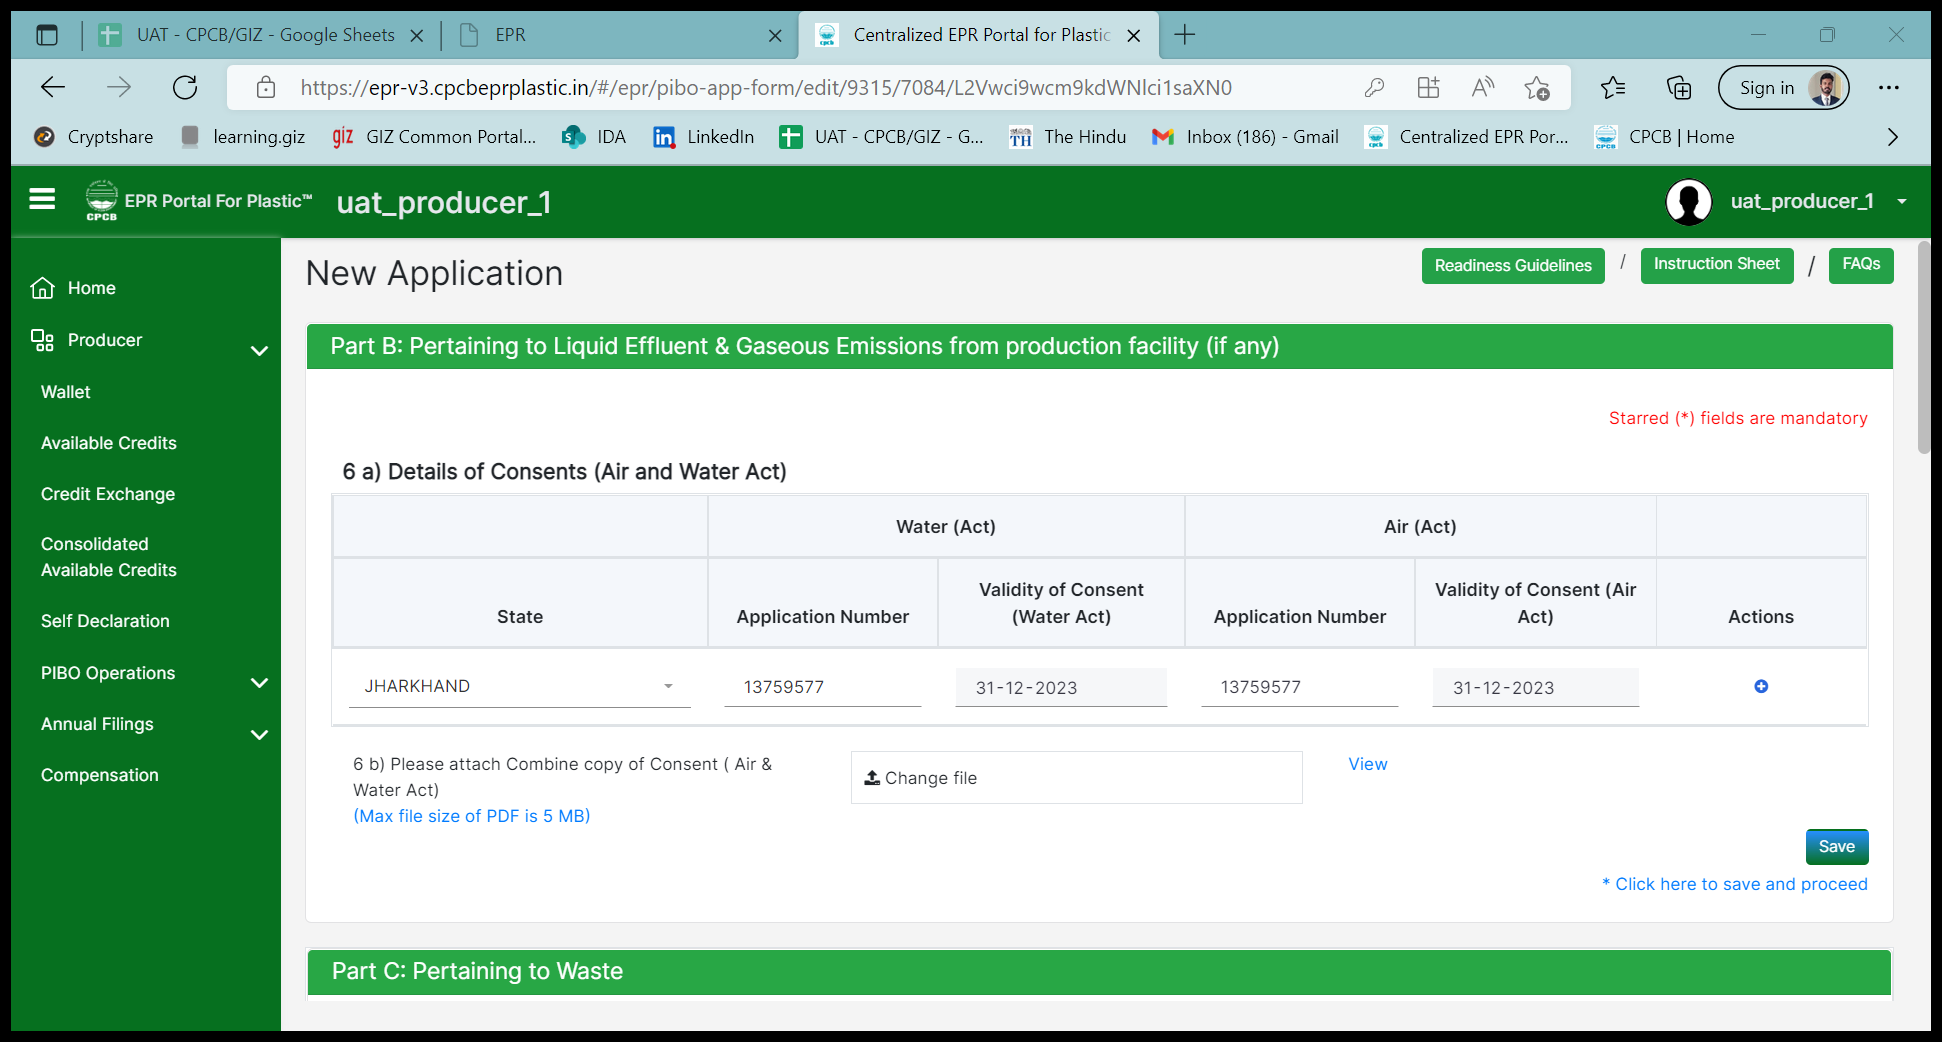 UAT - CPCB/GIZ - Google Sheets
EPR
Centralized EPR Portal for Plastic
https://epr-v3.cpcbeprplastic.in/#/epr/pibo-app-form/edit/9315/7084/L2Vwci9wcm9kdWNlci1saXN0
Sign in
Cryptshare
learning.giz
giz GIZ Common Portal...
IDA
LinkedIn
UAT - CPCB/GIZ - G...
TH The Hindu
Inbox (186) - Gmail
Centralized EPR Por...
CPCB | Home
CPCB
EPR Portal For Plastic™
uat_producer_1
uat_producer_1
Home
Producer
Wallet
Available Credits
Credit Exchange
Consolidated
Available Credits
Self Declaration
PIBO Operations
Annual Filings
Compensation
New Application
Readiness Guidelines / Instruction Sheet / FAQs
Part B: Pertaining to Liquid Effluent & Gaseous Emissions from production facility (if any)
Starred (*) fields are mandatory
6 a) Details of Consents (Air and Water Act)
Water (Act)
Air (Act)
State
Application Number
Validity of Consent
(Water Act)
Application Number
Validity of Consent (Air
Act)
Actions
JHARKHAND
13759577
31-12-2023
13759577
31-12-2023
6 b) Please attach Combine copy of Consent ( Air &
Water Act)
(Max file size of PDF is 5 MB)
Change file
View
Save
* Click here to save and proceed
Part C: Pertaining to Waste